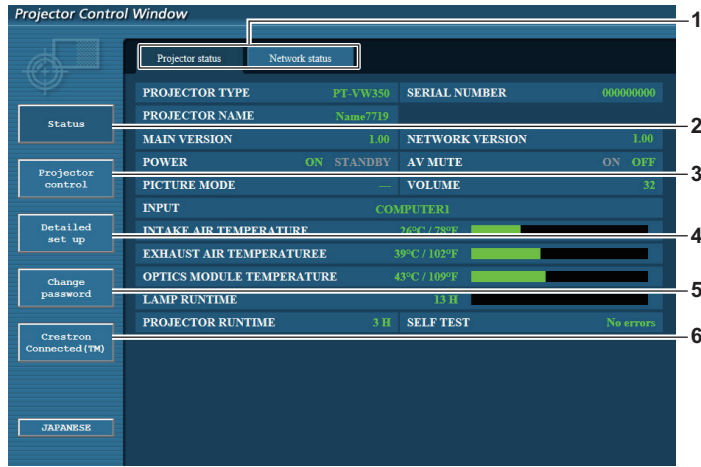 Projector Control Window
1
Projector status Network status
PROJECTOR TYPE PT-VW350 SERIAL NUMBER 000000000
PROJECTOR NAME Name7719
Status
2
MAIN VERSION 1.00 NETWORK VERSION 1.00
POWER ON STANDBY AV MUTE ON OFF
Projector
control
3
PICTURE MODE — VOLUME 32
INPUT COMPUTER1
Detailed
set up
4
INTAKE AIR TEMPERATURE 26°C / 78°F
EXHAUST AIR TEMPERATUREE 39°C / 102°F
OPTICS MODULE TEMPERATURE 43°C / 109°F
Change
password
5
LAMP RUNTIME 13 H
PROJECTOR RUNTIME 3 H SELF TEST No errors
Crestron
Connected(TM)
6
JAPANESE